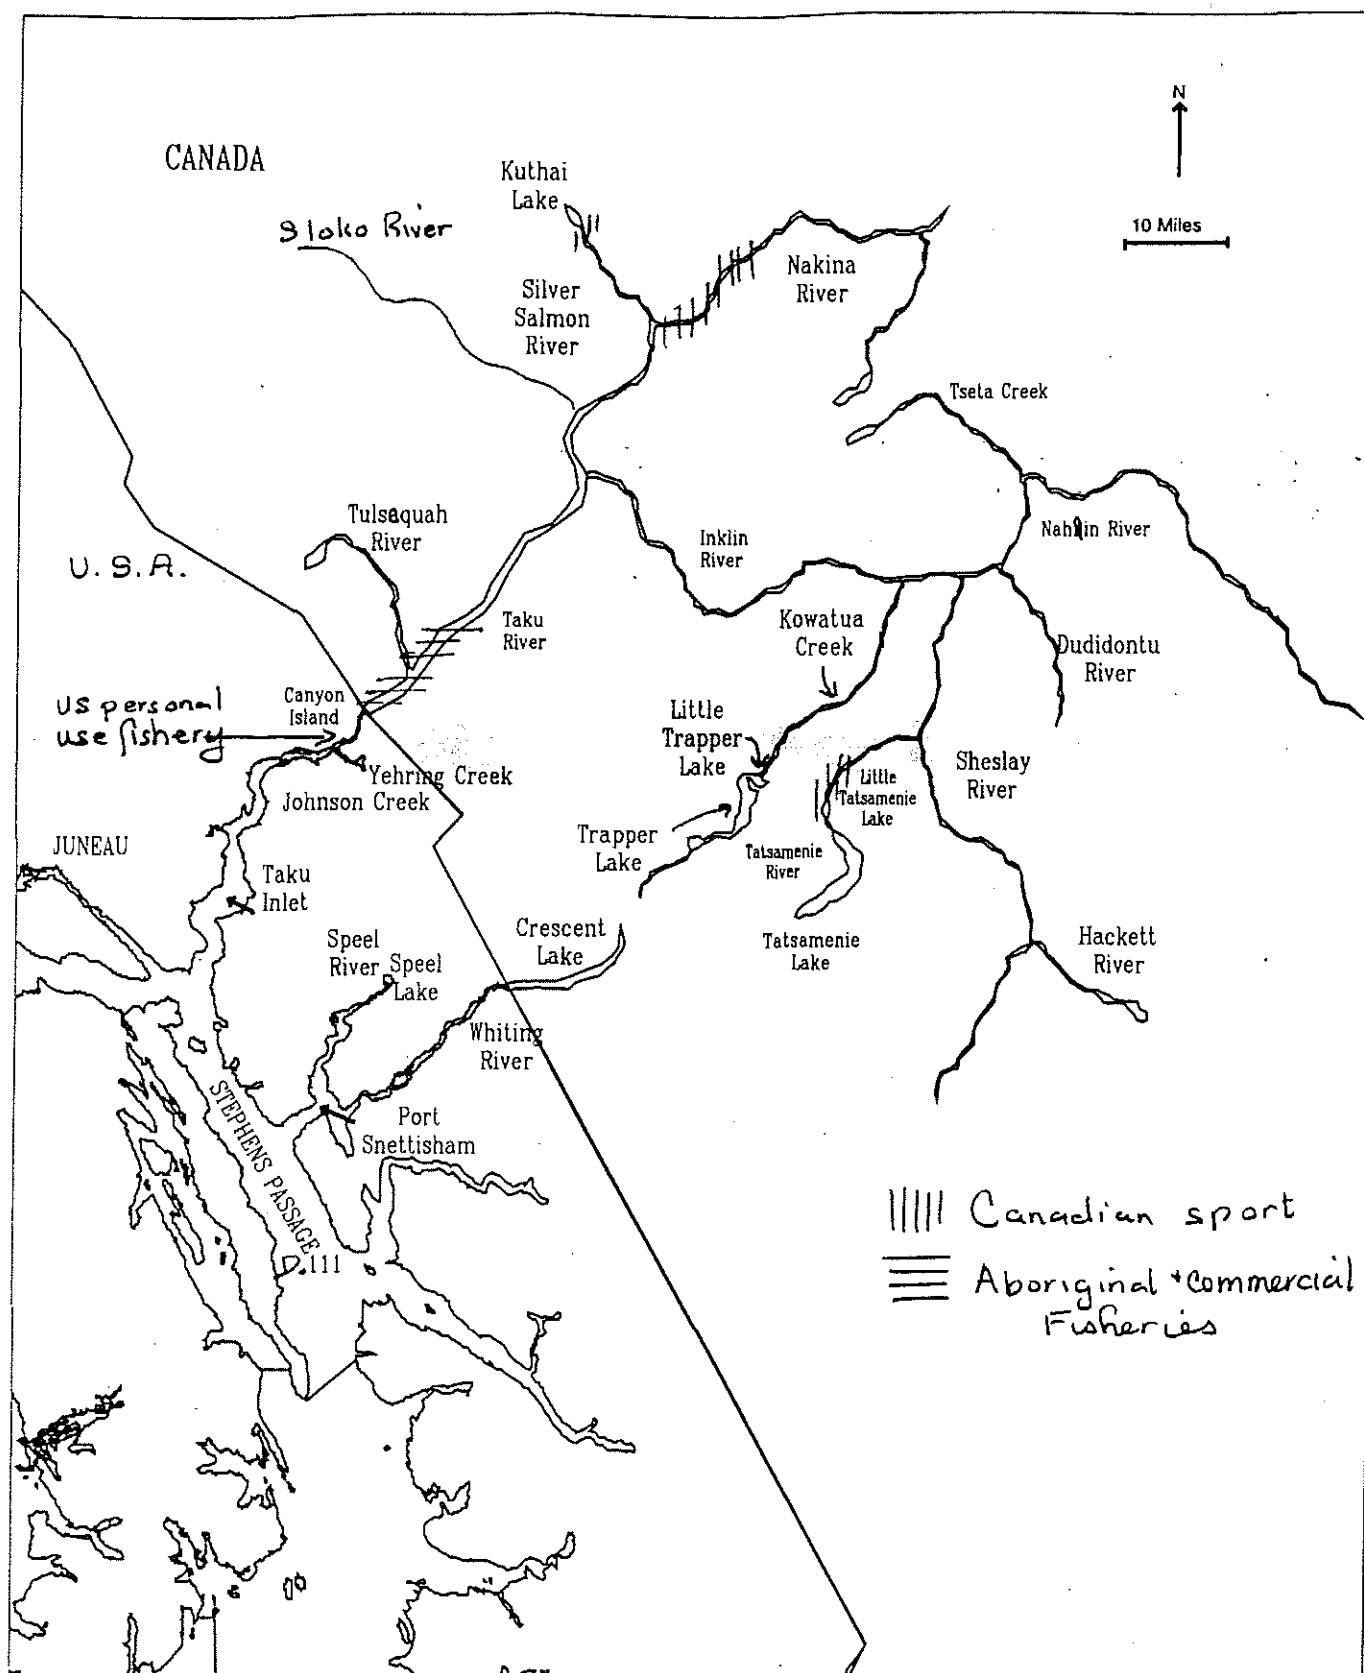 N
10 Miles
CANADA
Kuthai
Lake
Sloko River
Nakina
River
Silver
Salmon
River
Tseta Creek
Tulsequah
River
Inklin
River
Nahlin River
U.S.A.
Taku
River
Kowatua
Creek
Dudidontu
River
Canyon
Island
US personal
use fishery
Little
Trapper
Lake
Yehring Creek
Johnson Creek
Sheslay
River
Little
Tatsamenie
Lake
JUNEAU
Trapper
Lake
Tatsamenie
River
Taku
Inlet
Crescent
Lake
Tatsamenie
Lake
Hackett
River
Speel
River
Speel
Lake
Whiting
River
Port
Snettisham
STEPHENS PASSAGE
111
Canadian sport
Aboriginal + commercial
Fisheries